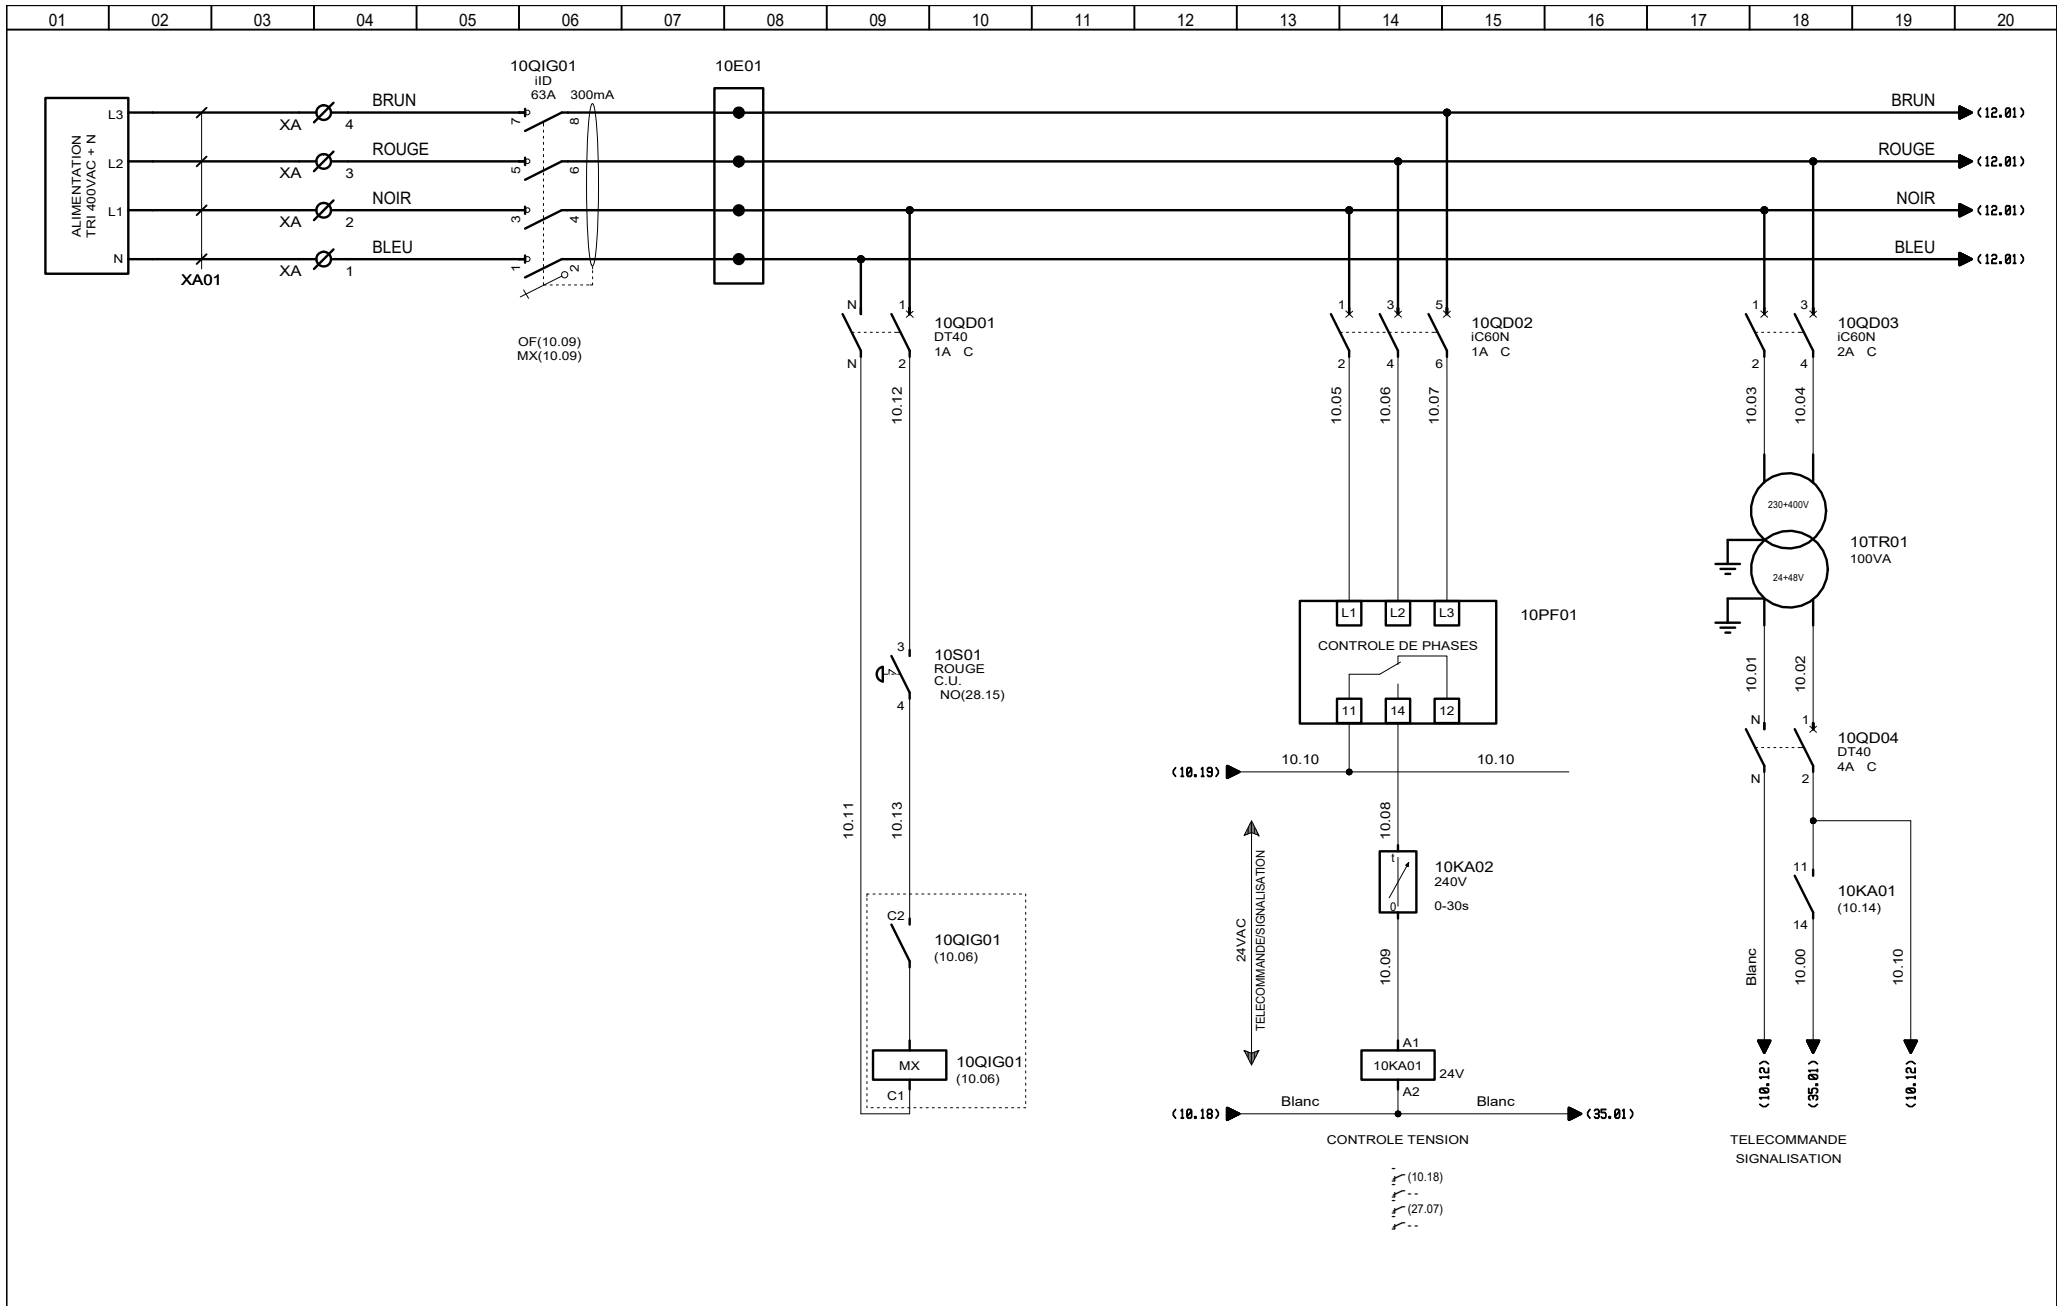 01 02 03 04 05 06 07 08 09 10 11 12 13 14 15 16 17 18 19 20
ALIMENTATION
TRI 400VAC + N
L3
L2
L1
N
XA01
XA 4
XA 3
XA 2
XA 1
BRUN
ROUGE
NOIR
BLEU
10QIG01
iID
63A 300mA
7 8
5 6
3 4
1 2
OF(10.09)
MX(10.09)
10E01
BRUN (12.01)
ROUGE (12.01)
NOIR (12.01)
BLEU (12.01)
N 1
10QD01
DT40
1A C
N 2
10.12
3
10S01
ROUGE
C.U.
NO(28.15)
4
10.11
10.13
C2
10QIG01
(10.06)
MX
10QIG01
(10.06)
C1
1 3 5
10QD02
iC60N
1A C
2 4 6
10.05
10.06
10.07
L1 L2 L3
10PF01
CONTROLE DE PHASES
11 14 12
(10.19) 10.10 10.10
24VAC
TELECOMMANDE/SIGNALISATION
10.08
t
0
10KA02
240V
0-30s
10.09
A1
10KA01
24V
A2
(10.18) Blanc Blanc (35.01)
CONTROLE TENSION
(10.18)
--
(27.07)
--
1 3
10QD03
iC60N
2A C
2 4
10.03
10.04
230+400V
10TR01
100VA
24+48V
10.01
10.02
N 1
10QD04
DT40
4A C
N 2
11
10KA01
(10.14)
14
Blanc
10.00
10.10
(10.12)
(35.01)
(10.12)
TELECOMMANDE
SIGNALISATION